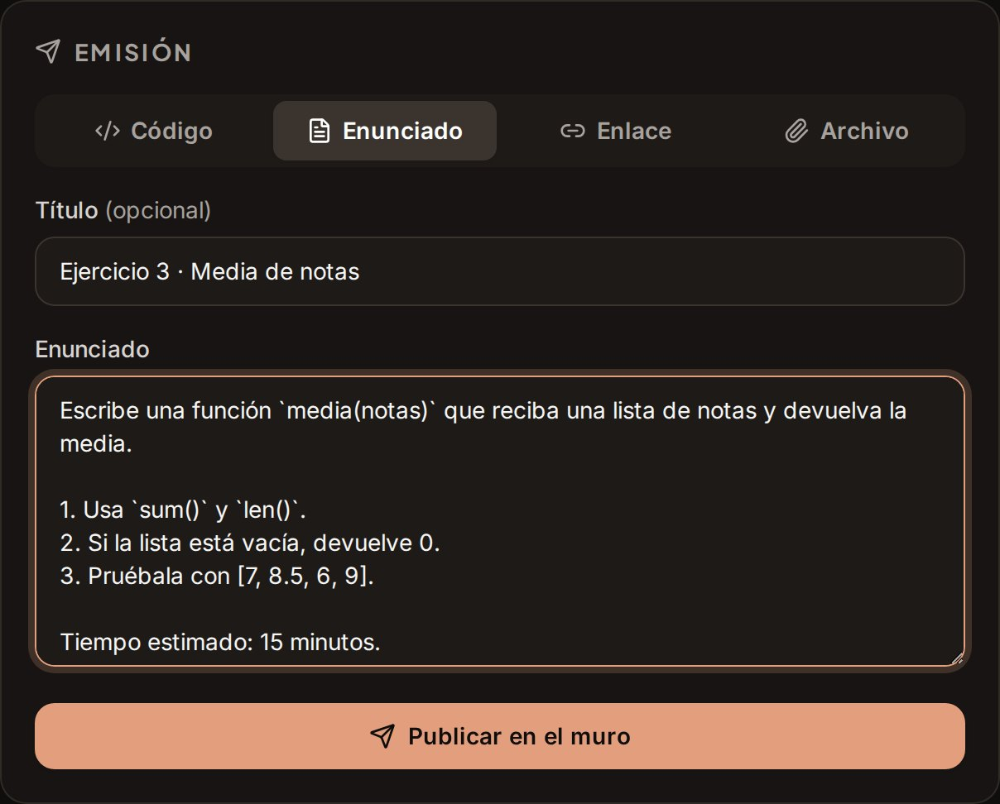 EMISIÓN
Código
Enunciado
Enlace
Archivo
Título (opcional)
Ejercicio 3 · Media de notas
Enunciado
Escribe una función `media(notas)` que reciba una lista de notas y devuelva la
media.
1. Usa `sum()` y `len()`.
2. Si la lista está vacía, devuelve 0.
3. Pruébala con [7, 8.5, 6, 9].
Tiempo estimado: 15 minutos.
Publicar en el muro